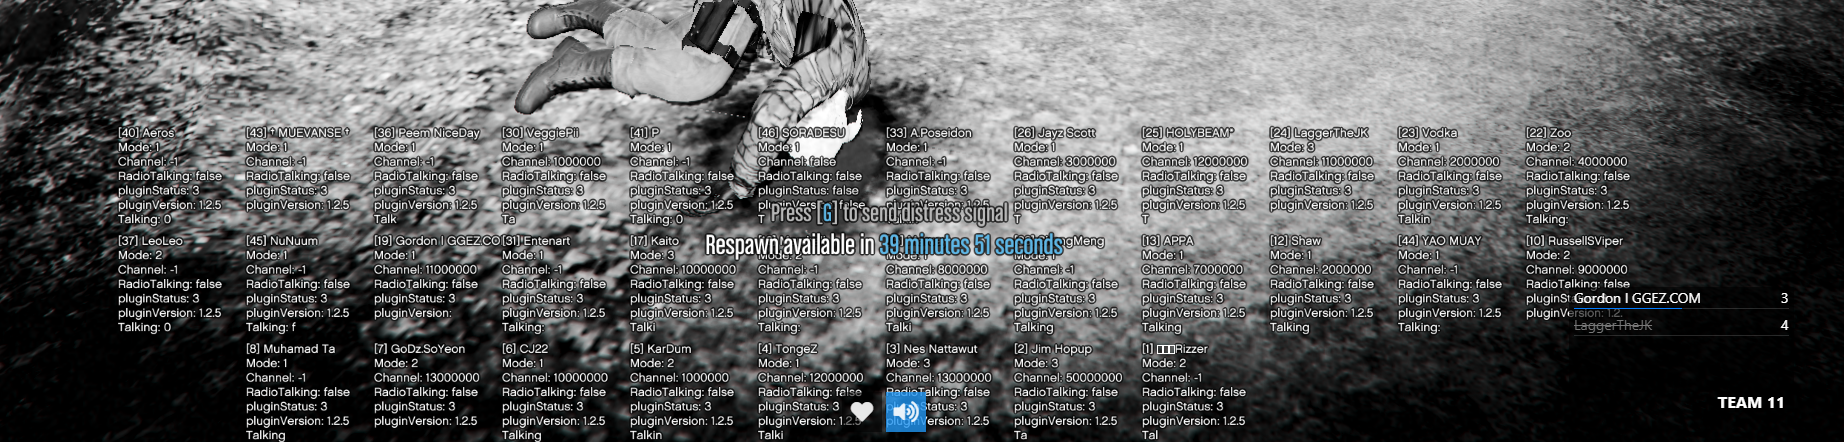 [40] Aeros
Mode: 1
Channel: -1
RadioTalking: false
pluginStatus: 3
pluginVersion: 1.2.5
Talking: 0
[43] † MUEVANSE †
Mode: 1
Channel: -1
RadioTalking: false
pluginStatus: 3
pluginVersion: 1.2.5
[36] Peem NiceDay
Mode: 1
Channel: -1
RadioTalking: false
pluginStatus: 3
pluginVersion: 1.2.5
Talk
[30] VeggiePii
Mode: 1
Channel: 1000000
RadioTalking: false
pluginStatus: 3
pluginVersion: 1.2.5
Ta
[41] P
Mode: 1
Channel: -1
RadioTalking: false
pluginStatus: 3
pluginVersion: 1.2.5
Talking: 0
[46] SORADESU
Mode: 1
Channel: false
RadioTalking: false
pluginStatus: false
T
[33] A.Poseidon
Mode: 1
Channel: -1
RadioTalking: false
pluginStatus: 3
pluginVersion: 1.2.5
[26] Jayz Scott
Mode: 1
Channel: 3000000
RadioTalking: false
pluginStatus: 3
pluginVersion: 1.2.5
T
[25] HOLYBEAM*
Mode: 1
Channel: 12000000
RadioTalking: false
pluginStatus: 3
pluginVersion: 1.2.5
T
[24] LaggerTheJK
Mode: 3
Channel: 11000000
RadioTalking: false
pluginStatus: 3
pluginVersion: 1.2.5
[23] Vodka
Mode: 1
Channel: 2000000
RadioTalking: false
pluginStatus: 3
pluginVersion: 1.2.5
Talkin
[22] Zoo
Mode: 2
Channel: 4000000
RadioTalking: false
pluginStatus: 3
pluginVersion: 1.2.5
Talking:
Press [G] to send distress signal
Respawn available in 39 minutes 51 seconds
[37] LeoLeo
Mode: 2
Channel: -1
RadioTalking: false
pluginStatus: 3
pluginVersion: 1.2.5
Talking: 0
[45] NuNuum
Mode: 1
Channel: -1
RadioTalking: false
pluginStatus: 3
pluginVersion: 1.2.5
Talking: f
[19] Gordon | GGEZ.CO
Mode: 1
Channel: 11000000
RadioTalking: false
pluginStatus: 3
pluginVersion:
[31] Entenart
Mode: 1
Channel: -1
RadioTalking: false
pluginStatus: 3
pluginVersion: 1.2.5
Talking:
[17] Kaito
Mode: 3
Channel: 10000000
RadioTalking: false
pluginStatus: 3
pluginVersion: 1.2.5
Talki
Mode: 2
Channel: -1
RadioTalking: false
pluginStatus: 3
pluginVersion: 1.2.5
Talking:
Channel: 8000000
RadioTalking: false
pluginStatus: 3
pluginVersion: 1.2.5
Talki
gMeng
Channel: -1
RadioTalking: false
pluginStatus: 3
pluginVersion: 1.2.5
Talking
[13] APPA
Mode: 1
Channel: 7000000
RadioTalking: false
pluginStatus: 3
pluginVersion: 1.2.5
Talking
[12] Shaw
Mode: 1
Channel: 2000000
RadioTalking: false
pluginStatus: 3
pluginVersion: 1.2.5
Talking
[44] YAO MUAY
Mode: 1
Channel: -1
RadioTalking: false
pluginStatus: 3
pluginVersion: 1.2.5
Talking:
[10] RussellSViper
Mode: 2
Channel: 9000000
RadioTalking: false
Gordon | GGEZ.COM 3
LaggerTheJK 4
[8] Muhamad Ta
Mode: 1
Channel: -1
RadioTalking: false
pluginStatus: 3
pluginVersion: 1.2.5
Talking
[7] GoDz.SoYeon
Mode: 2
Channel: 13000000
RadioTalking: false
pluginStatus: 3
pluginVersion: 1.2.5
[6] CJ22
Mode: 1
Channel: 10000000
RadioTalking: false
pluginStatus: 3
pluginVersion: 1.2.5
Talking
[5] KarDum
Mode: 2
Channel: 1000000
RadioTalking: false
pluginStatus: 3
pluginVersion: 1.2.5
Talkin
[4] TongeZ
Mode: 1
Channel: 12000000
RadioTalking: false
pluginStatus: 3
pluginVersion: 1.2.5
Talki
[3] Nes Nattawut
Mode: 3
Channel: 13000000
RadioTalking: false
[2] Jim Hopup
Mode: 3
Channel: 50000000
RadioTalking: false
pluginStatus: 3
pluginVersion: 1.2.5
Ta
[1] □□□Rizzer
Mode: 2
Channel: -1
RadioTalking: false
pluginStatus: 3
pluginVersion: 1.2.5
Tal
TEAM 11